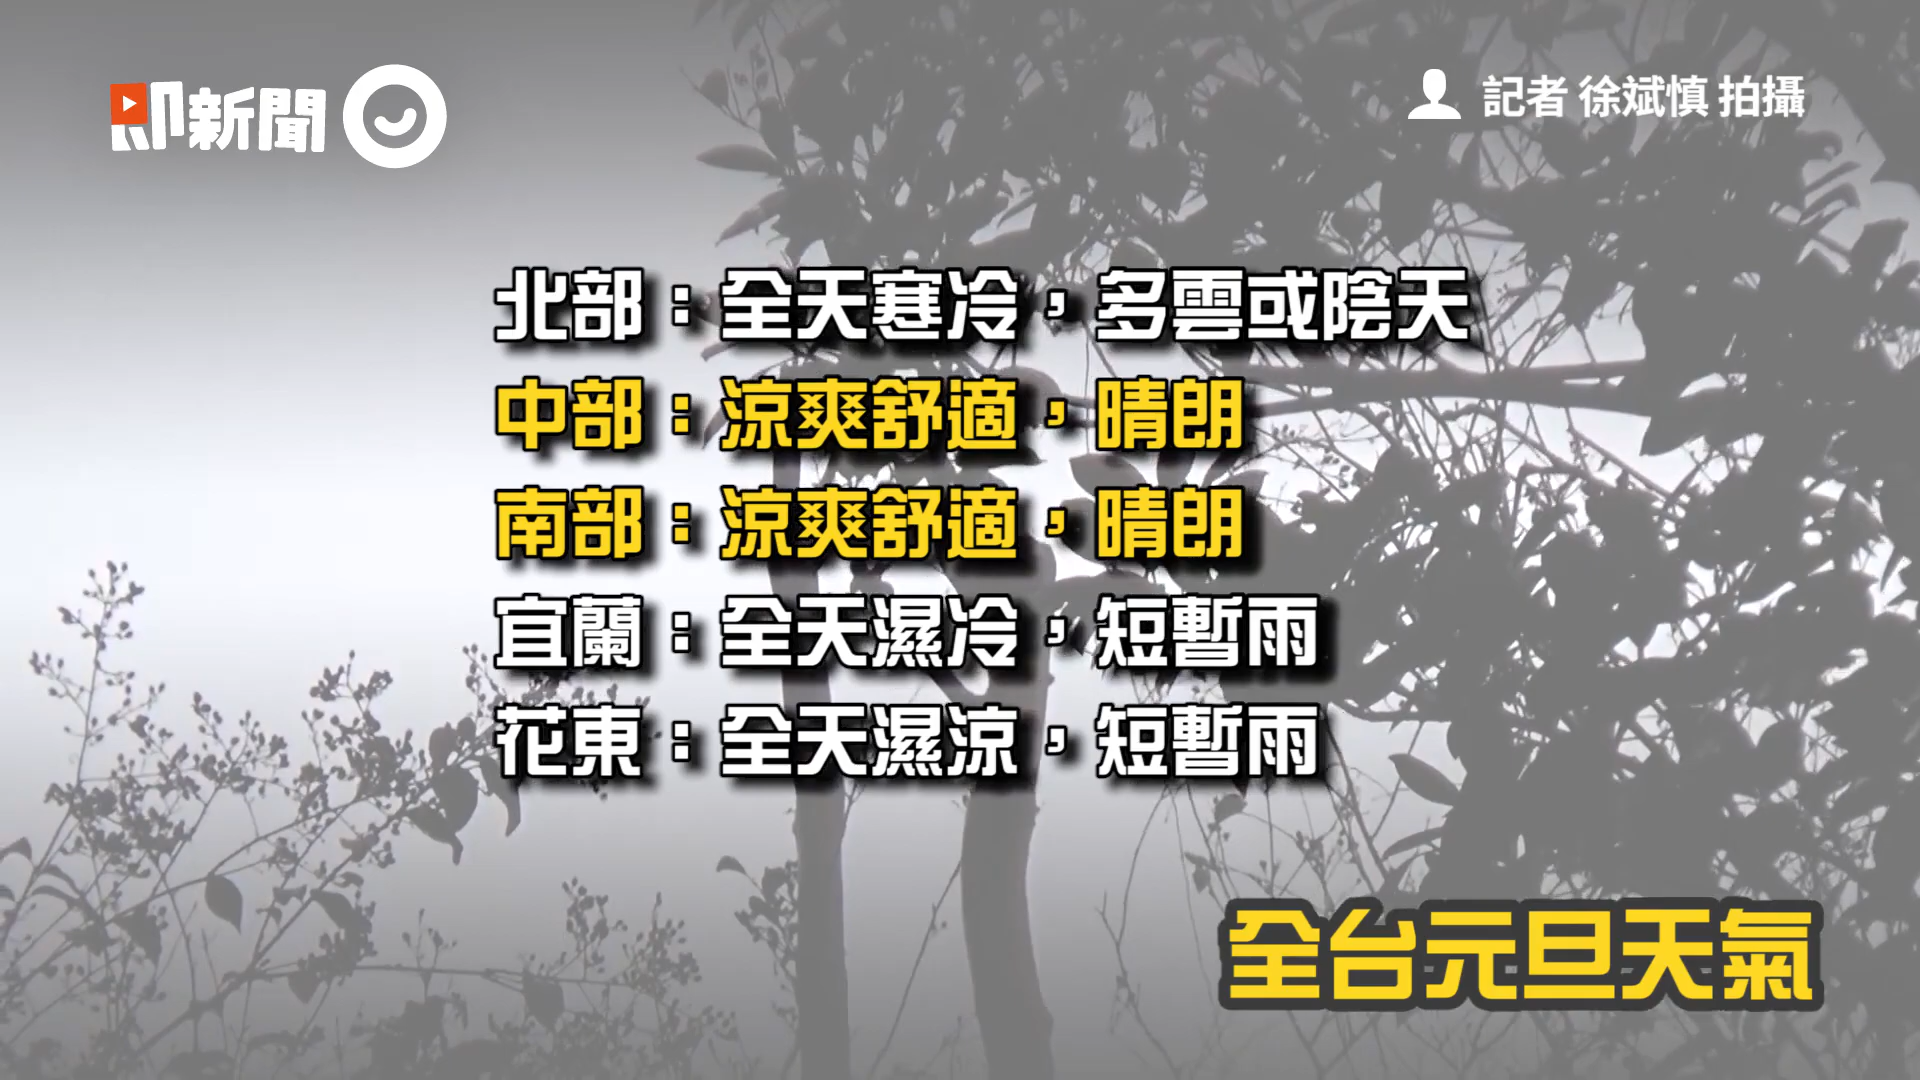 即新聞
記者 徐斌慎 拍攝
北部：全天寒冷，多雲或陰天
中部：涼爽舒適，晴朗
南部：涼爽舒適，晴朗
宜蘭：全天濕冷，短暫雨
花東：全天濕涼，短暫雨
全台元旦天氣